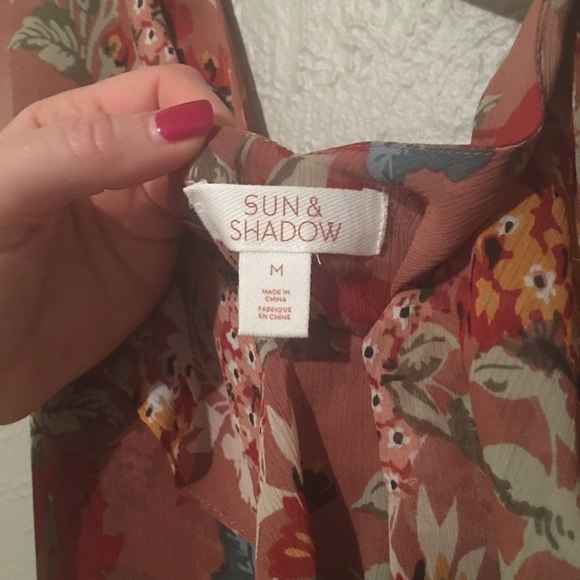 SUN &
SHADOW
M
MADE IN
CHINA
FABRIQUÉ
EN CHINE